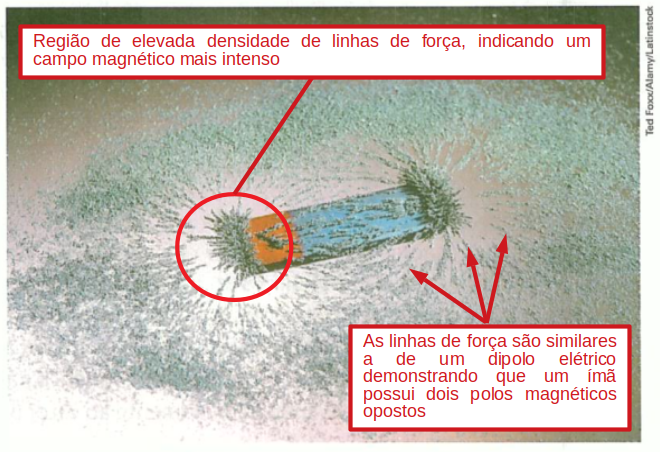 Região de elevada densidade de linhas de força, indicando um
campo magnético mais intenso
Ted Foxx/Alamy/Latinstock
As linhas de força são similares
a de um dipolo elétrico
demonstrando que um ímã
possui dois polos magnéticos
opostos